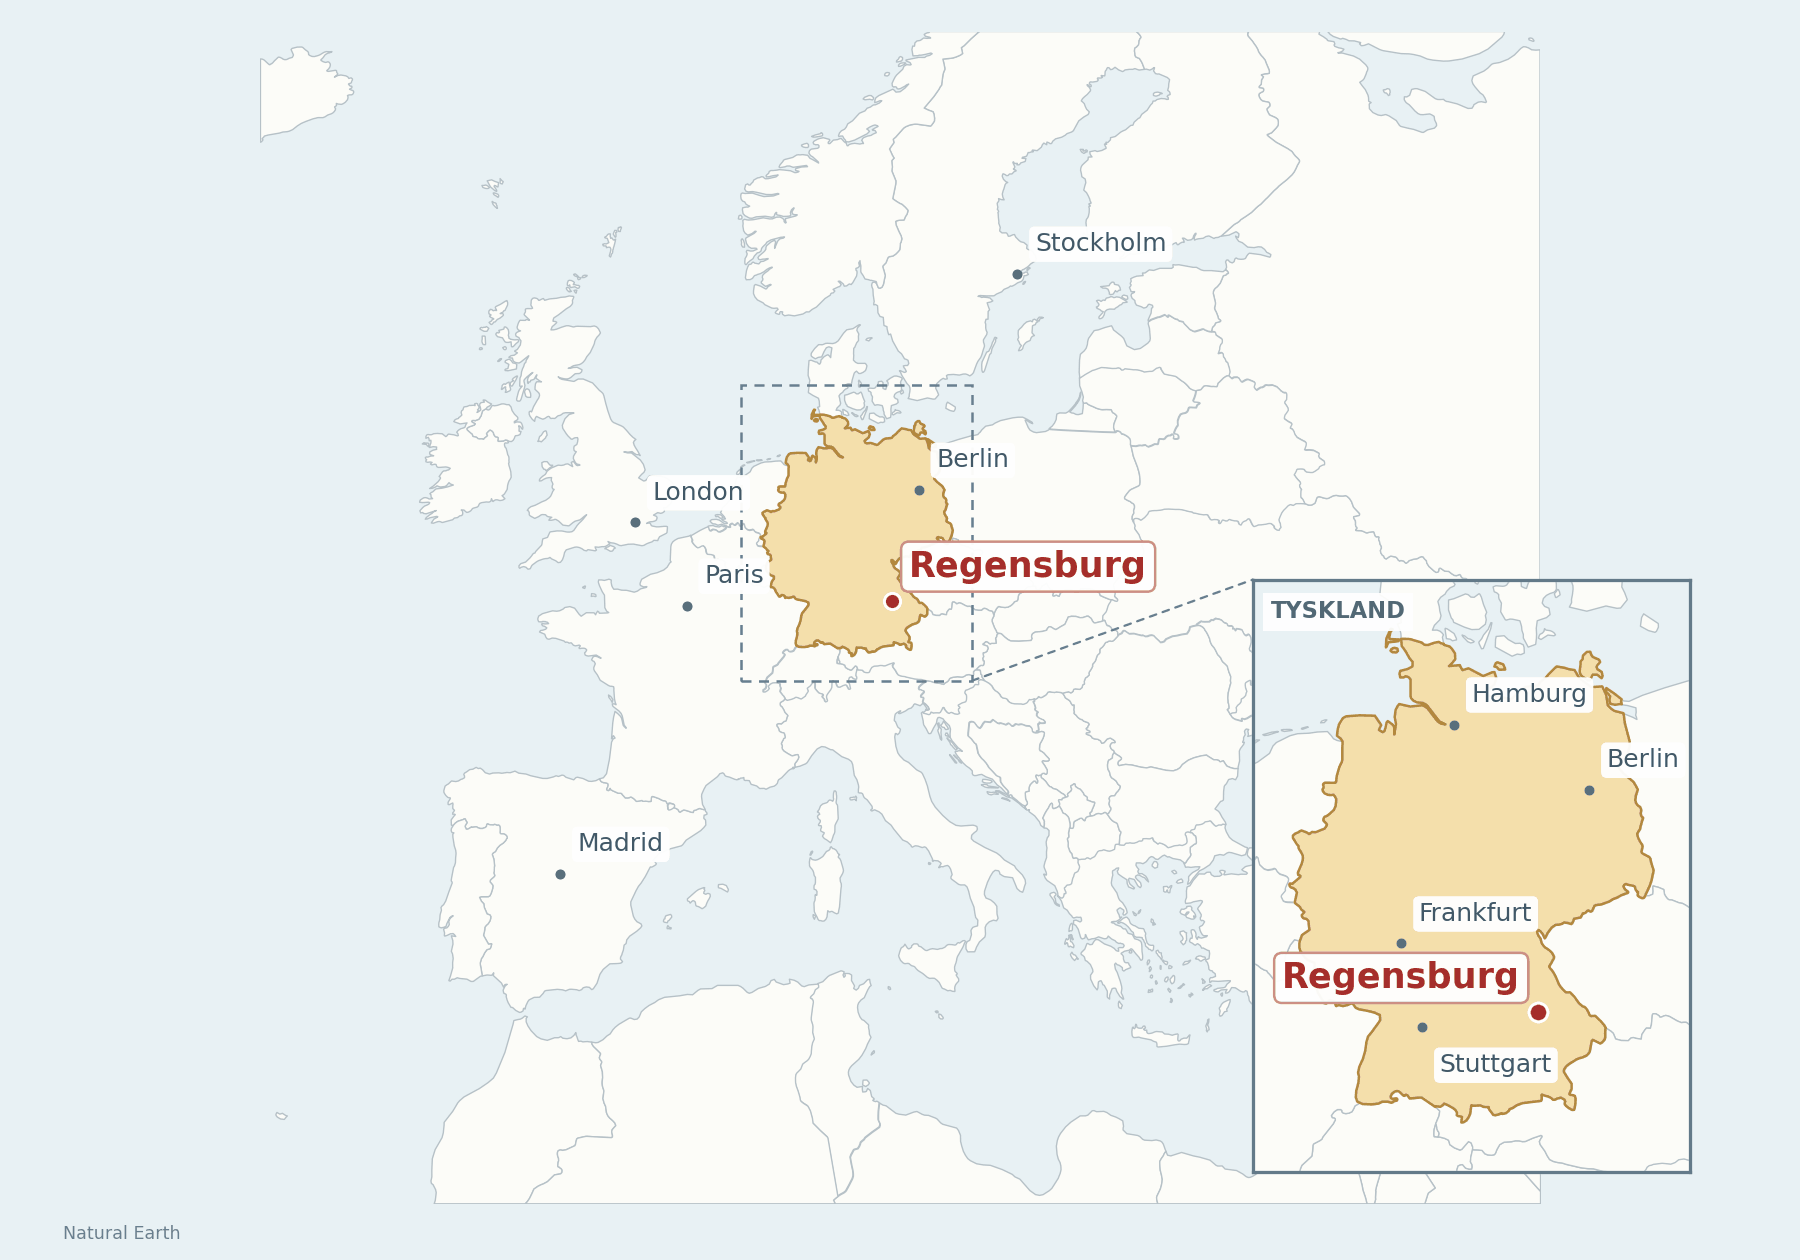 Stockholm
Berlin
London
Regensburg
Paris
Madrid
TYSKLAND
Hamburg
Berlin
Frankfurt
Regensburg
Stuttgart
Natural Earth